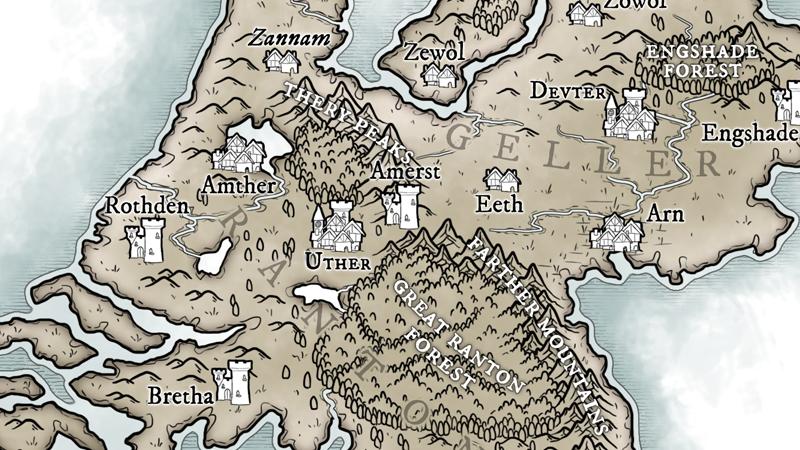 Zowol
Zannam
Zewol
ENGSHADE
FOREST
DEVTER
THERY PEAKS
Engshade
GELLER
Amerst
Amther
Eeth
Rothden
Arn
UTHER
FARTHER MOUNTAINS
RANTON
GREAT RANTON
FOREST
Bretha